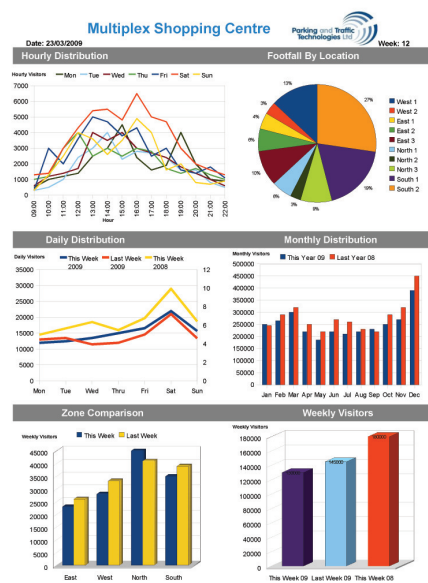 Multiplex Shopping Centre
Parking and Traffic
Technologies Ltd
Date: 23/03/2009
Week: 12
Hourly Distribution
Footfall By Location
Hourly Visitors
Mon Tue Wed Thu Fri Sat Sun
7000
6000
5000
4000
3000
2000
1000
0
09:00 10:00 11:00 12:00 13:00 14:00 15:00 16:00 17:00 18:00 19:00 20:00 21:00 22:00
Hour
13%
27%
19%
9%
3%
6%
10%
6%
4%
3%
West 1
West 2
East 1
East 2
East 3
North 1
North 2
North 3
South 1
South 2
Daily Distribution
Monthly Distribution
Daily Visitors
This Week 2009
Last Week 2009
This Week 2008
35000
30000
25000
20000
15000
10000
5000
0
12
10
8
6
4
2
0
Mon Tue Wed Thru Fri Sat Sun
Monthly Visitors
This Year 09 Last Year 08
500000
450000
400000
350000
300000
250000
200000
150000
100000
50000
0
Jan Feb Mar Apr May Jun Jul Aug Sep Oct Nov Dec
Zone Comparison
Weekly Visitors
Weekly Visitors
This Week Last Week
45000
40000
35000
30000
25000
20000
15000
10000
5000
0
East West North South
Weekly Visitors
180000
160000
140000
120000
100000
80000
60000
40000
20000
0
145000
180000
This Week 09 Last Week 09 This Week 08